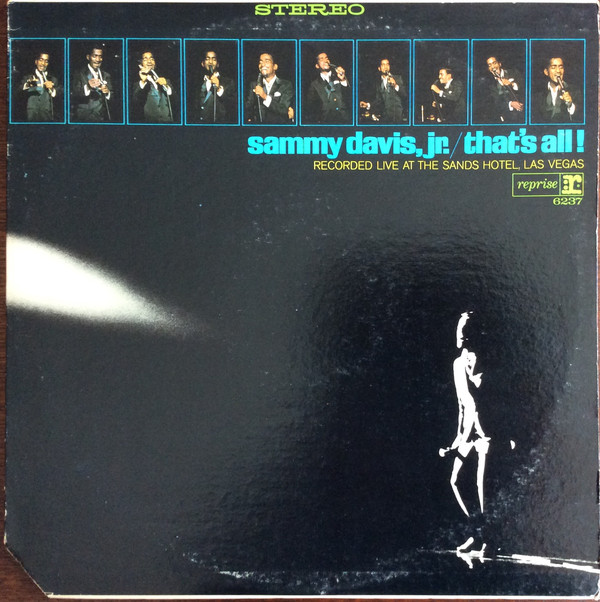 STEREO
sammy davis, jr. / that's all!
RECORDED LIVE AT THE SANDS HOTEL, LAS VEGAS
reprise R:
6237